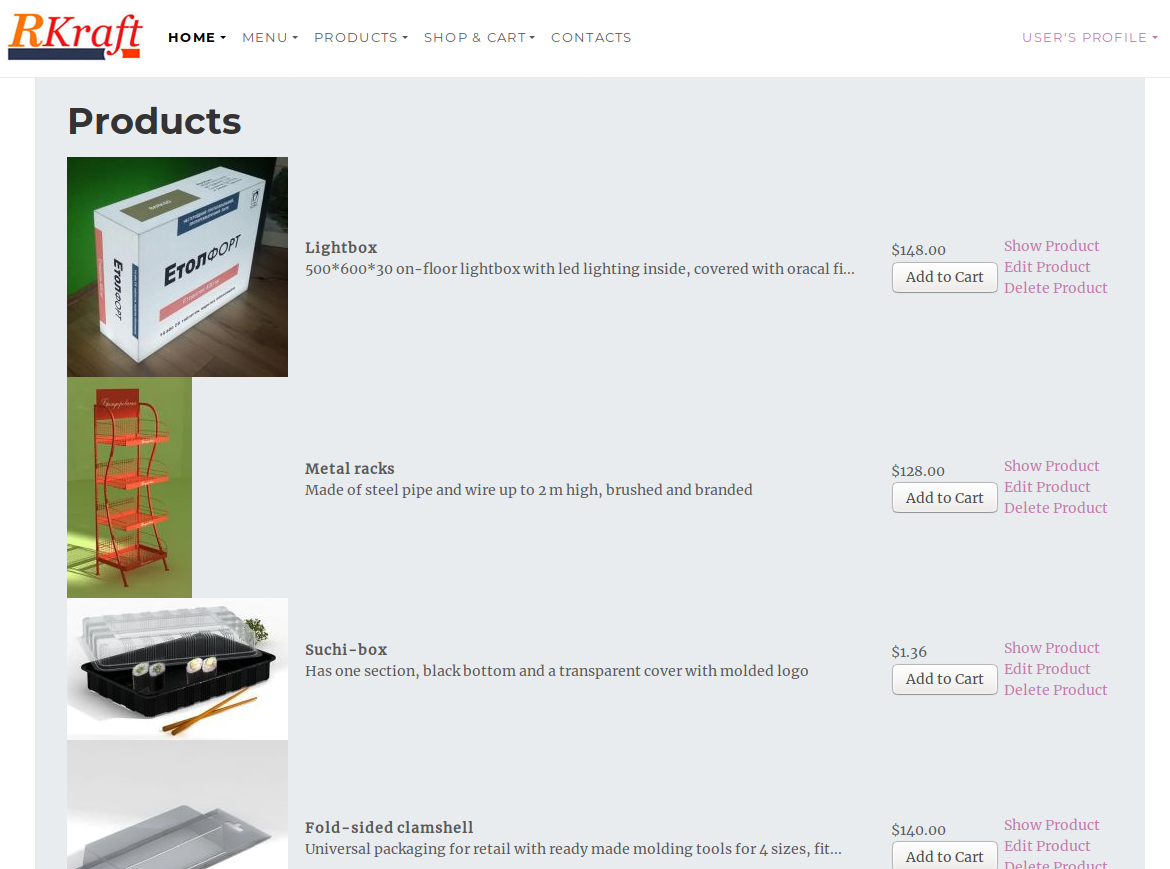 RKraft
HOME MENU PRODUCTS SHOP & CART CONTACTS USER'S PROFILE
Products
Етолфорт
Етолфорт
Lightbox
500*600*30 on-floor lightbox with led lighting inside, covered with oracal fi...
$148.00
Add to Cart
Show Product
Edit Product
Delete Product
Metal racks
Made of steel pipe and wire up to 2 m high, brushed and branded
$128.00
Add to Cart
Show Product
Edit Product
Delete Product
Suchi-box
Has one section, black bottom and a transparent cover with molded logo
$1.36
Add to Cart
Show Product
Edit Product
Delete Product
Fold-sided clamshell
Universal packaging for retail with ready made molding tools for 4 sizes, fit...
$140.00
Add to Cart
Show Product
Edit Product
Delete Product